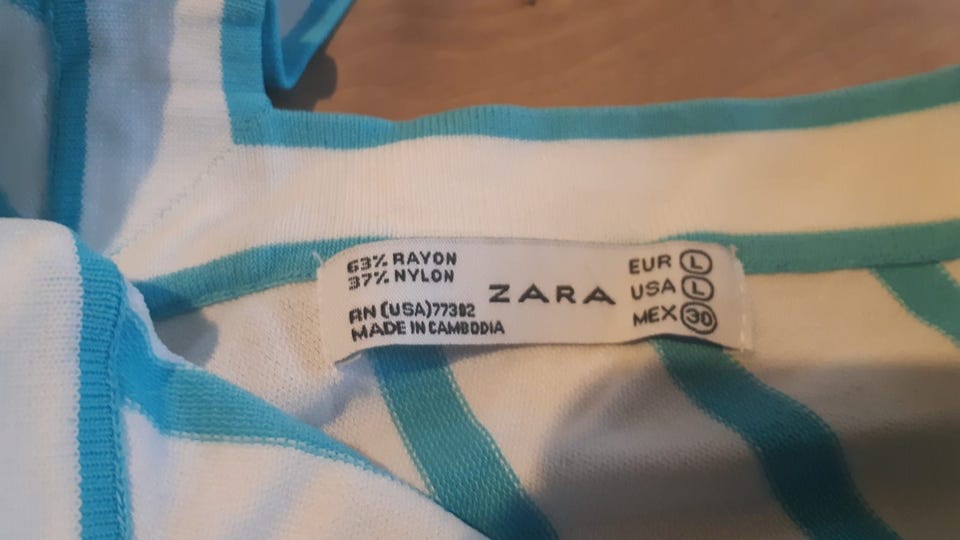 63% RAYON
37% NYLON
RN (USA)77302
MADE IN CAMBODIA
ZARA
EUR L
USA L
MEX 30